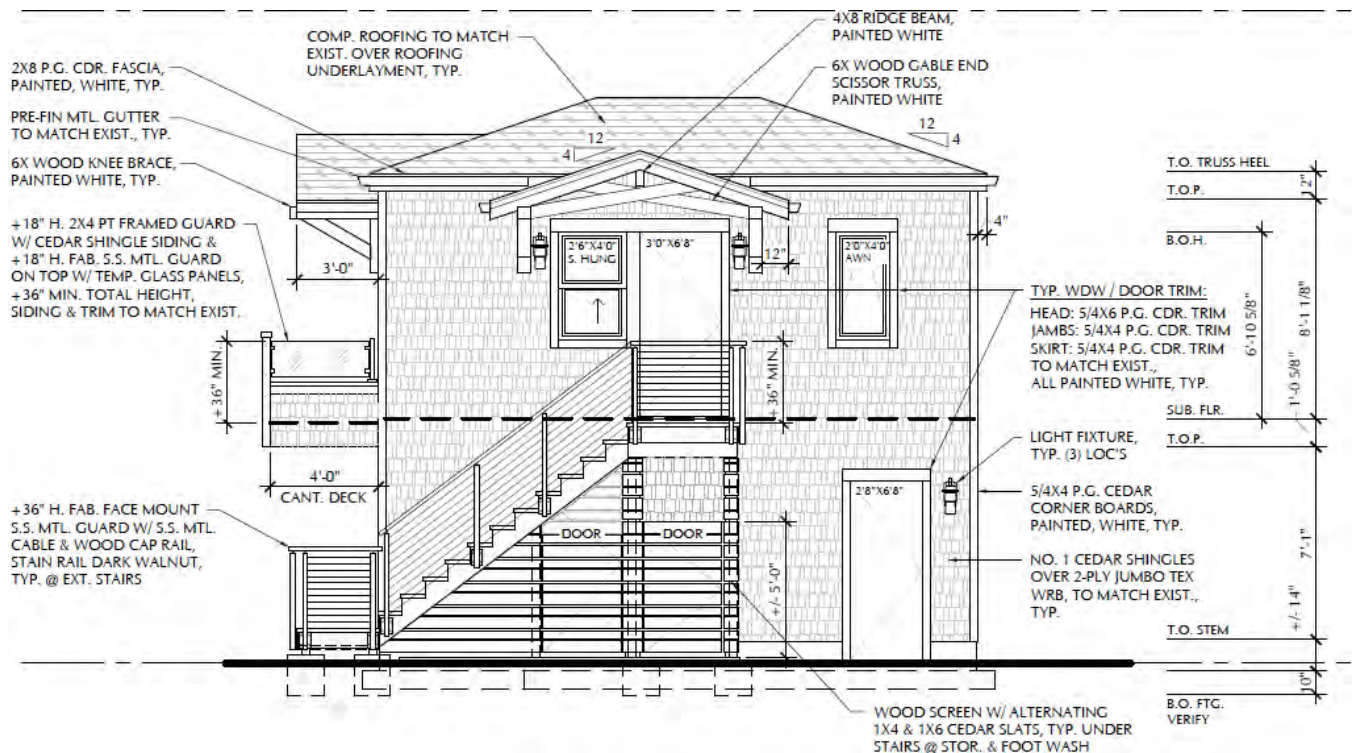 COMP. ROOFING TO MATCH
EXIST. OVER ROOFING
UNDERLAYMENT, TYP.
4X8 RIDGE BEAM,
PAINTED WHITE
6X WOOD GABLE END
SCISSOR TRUSS,
PAINTED WHITE
2X8 P.G. CDR. FASCIA,
PAINTED, WHITE, TYP.
PRE-FIN MTL. GUTTER
TO MATCH EXIST., TYP.
6X WOOD KNEE BRACE,
PAINTED WHITE, TYP.
+18" H. 2X4 PT FRAMED GUARD
W/ CEDAR SHINGLE SIDING &
+18" H. FAB. S.S. MTL. GUARD
ON TOP W/ TEMP. GLASS PANELS,
+36" MIN. TOTAL HEIGHT,
SIDING & TRIM TO MATCH EXIST.
12
4
12
4
3'-0"
2'6"X4'0"
S. HUNG
3'0"X6'8"
12"
2'0"X4'0"
AWN
4"
T.O. TRUSS HEEL
12"
T.O.P.
B.O.H.
6'-10 5/8"
8'-1 1/8"
TYP. WDW / DOOR TRIM:
HEAD: 5/4X6 P.G. CDR. TRIM
JAMBS: 5/4X4 P.G. CDR. TRIM
SKIRT: 5/4X4 P.G. CDR. TRIM
TO MATCH EXIST.,
ALL PAINTED WHITE, TYP.
+36" MIN.
+36" MIN.
SUB. FLR.
1'-0 5/8"
T.O.P.
4'-0"
CANT. DECK
LIGHT FIXTURE,
TYP. (3) LOC'S
2'8"X6'8"
5/4X4 P.G. CEDAR
CORNER BOARDS,
PAINTED, WHITE, TYP.
+36" H. FAB. FACE MOUNT
S.S. MTL. GUARD W/ S.S. MTL.
CABLE & WOOD CAP RAIL,
STAIN RAIL DARK WALNUT,
TYP. @ EXT. STAIRS
DOOR
DOOR
+/- 5'-0"
NO. 1 CEDAR SHINGLES
OVER 2-PLY JUMBO TEX
WRB, TO MATCH EXIST.,
TYP.
7'-1"
+/- 14"
T.O. STEM
10"
B.O. FTG.
VERIFY
WOOD SCREEN W/ ALTERNATING
1X4 & 1X6 CEDAR SLATS, TYP. UNDER
STAIRS @ STOR. & FOOT WASH